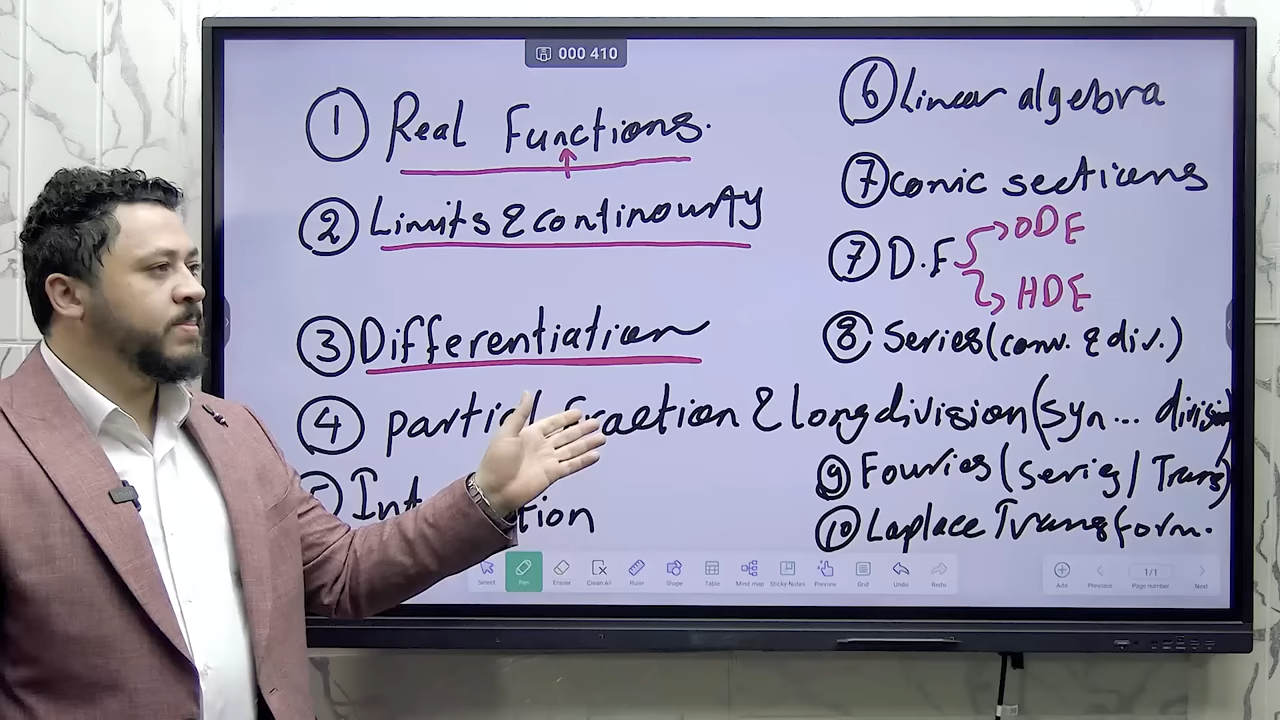 000 410
① Real Functions.
② Limits & continourty
③ Differentiation
④ partial fraction & long division (syn... division)
tion
⑥ Linear algebra
⑦ conic sections
⑦ D.E
ODE
HDE
⑧ Series (conv. & div.)
⑨ Fouries (series / Trans)
⑩ Laplace Transform.
Select Pen Eraser Clean All Ruler Shape Table Mind map Sticky Notes Preview Grid Undo Redo
Add Previous 1/1 Page number Next